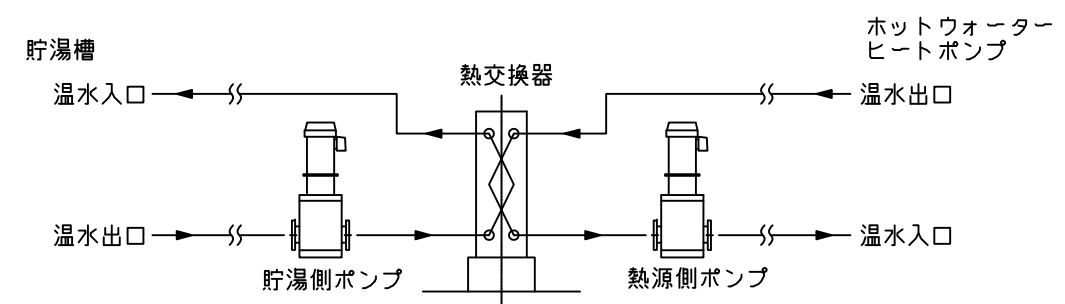 ホットウォーター
ヒートポンプ
貯湯槽
熱交換器
温水入口
温水出口
温水出口
温水入口
貯湯側ポンプ
熱源側ポンプ